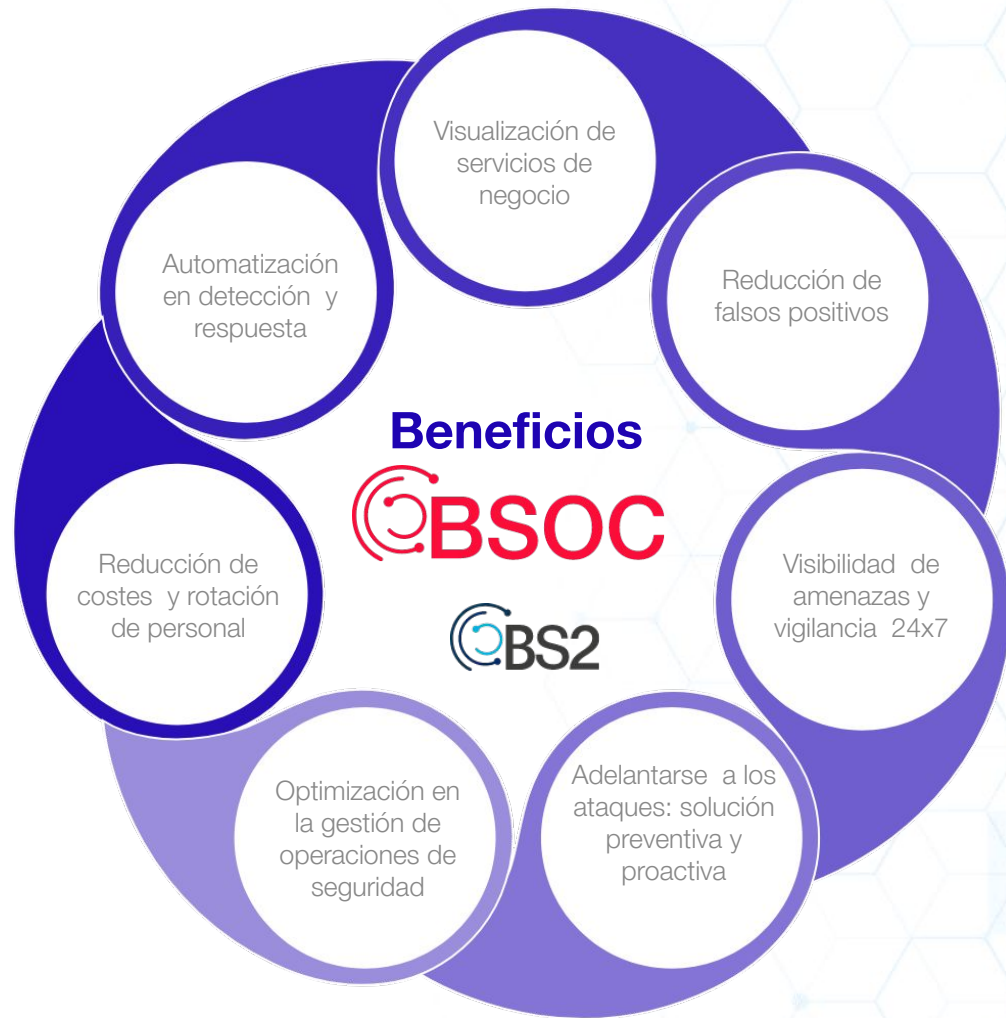 Visualización de
servicios de
negocio
Reducción de
falsos positivos
Visibilidad de
amenazas y
vigilancia 24x7
Adelantarse a los
ataques: solución
preventiva y
proactiva
Optimización en
la gestión de
operaciones de
seguridad
Reducción de
costes y rotación
de personal
Automatización
en detección y
respuesta
Beneficios
BSOC
BS2